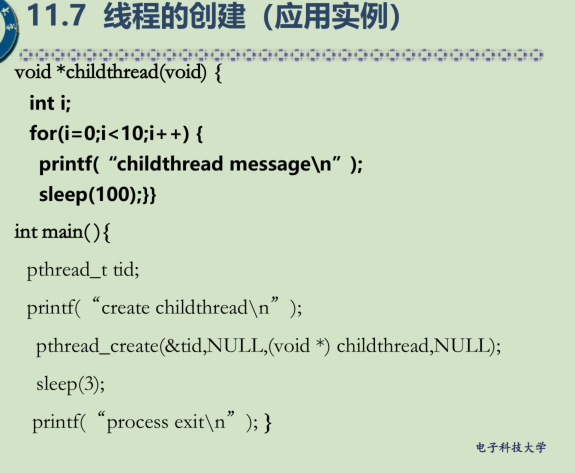 11.7 线程的创建（应用实例）
void *childthread(void) {
int i;
for(i=0;i<10;i++) {
printf( “childthread message\n” );
sleep(100);}}
int main( ){
pthread_t tid;
printf( “create childthread\n” );
pthread_create(&tid,NULL,(void *) childthread,NULL);
sleep(3);
printf( “process exit\n” ); }
电子科技大学